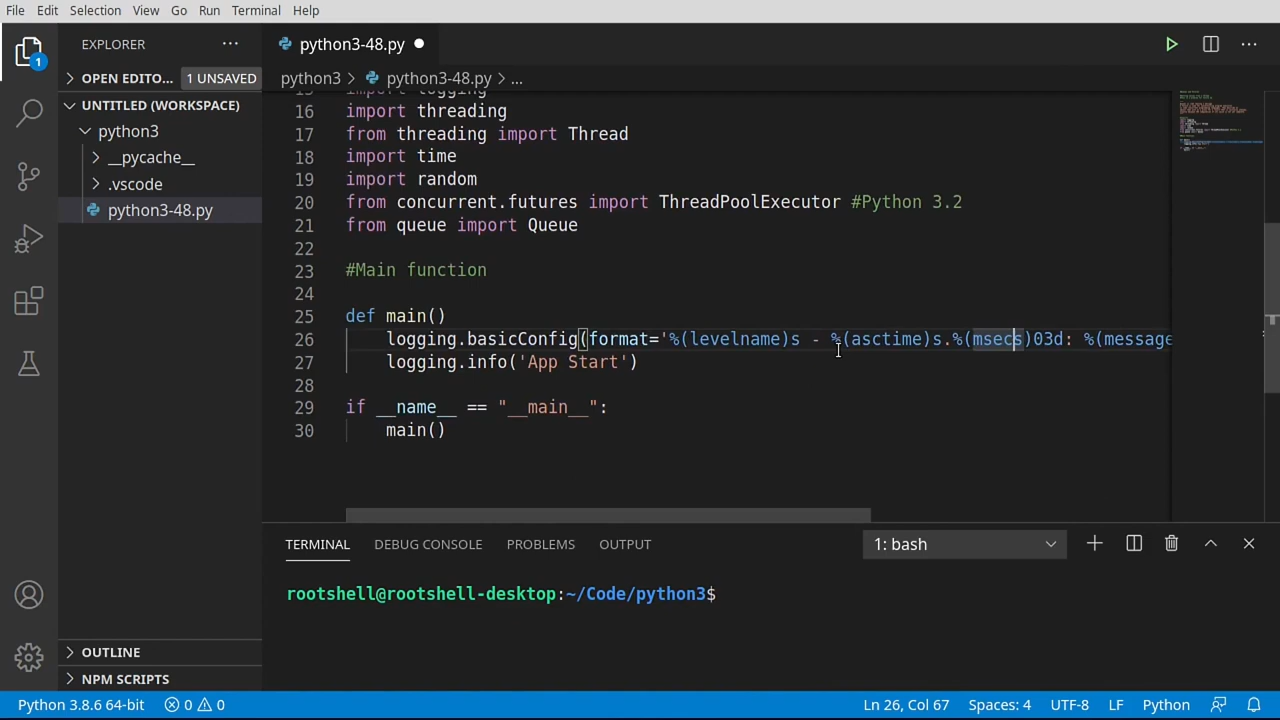 File Edit Selection View Go Run Terminal Help
EXPLORER
python3-48.py
OPEN EDITO... 1 UNSAVED
python3 > python3-48.py > ...
UNTITLED (WORKSPACE)
python3
__pycache__
.vscode
python3-48.py
1
15 import logging
16 import threading
17 from threading import Thread
18 import time
19 import random
20 from concurrent.futures import ThreadPoolExecutor #Python 3.2
21 from queue import Queue
22
23 #Main function
24
25 def main()
26 logging.basicConfig(format='%(levelname)s - %(asctime)s.%(msecs)03d: %(message
27 logging.info('App Start')
28
29 if __name__ == "__main__":
30 main()
TERMINAL DEBUG CONSOLE PROBLEMS OUTPUT 1: bash
rootshell@rootshell-desktop:~/Code/python3$
OUTLINE
NPM SCRIPTS
Python 3.8.6 64-bit 0 0 Ln 26, Col 67 Spaces: 4 UTF-8 LF Python